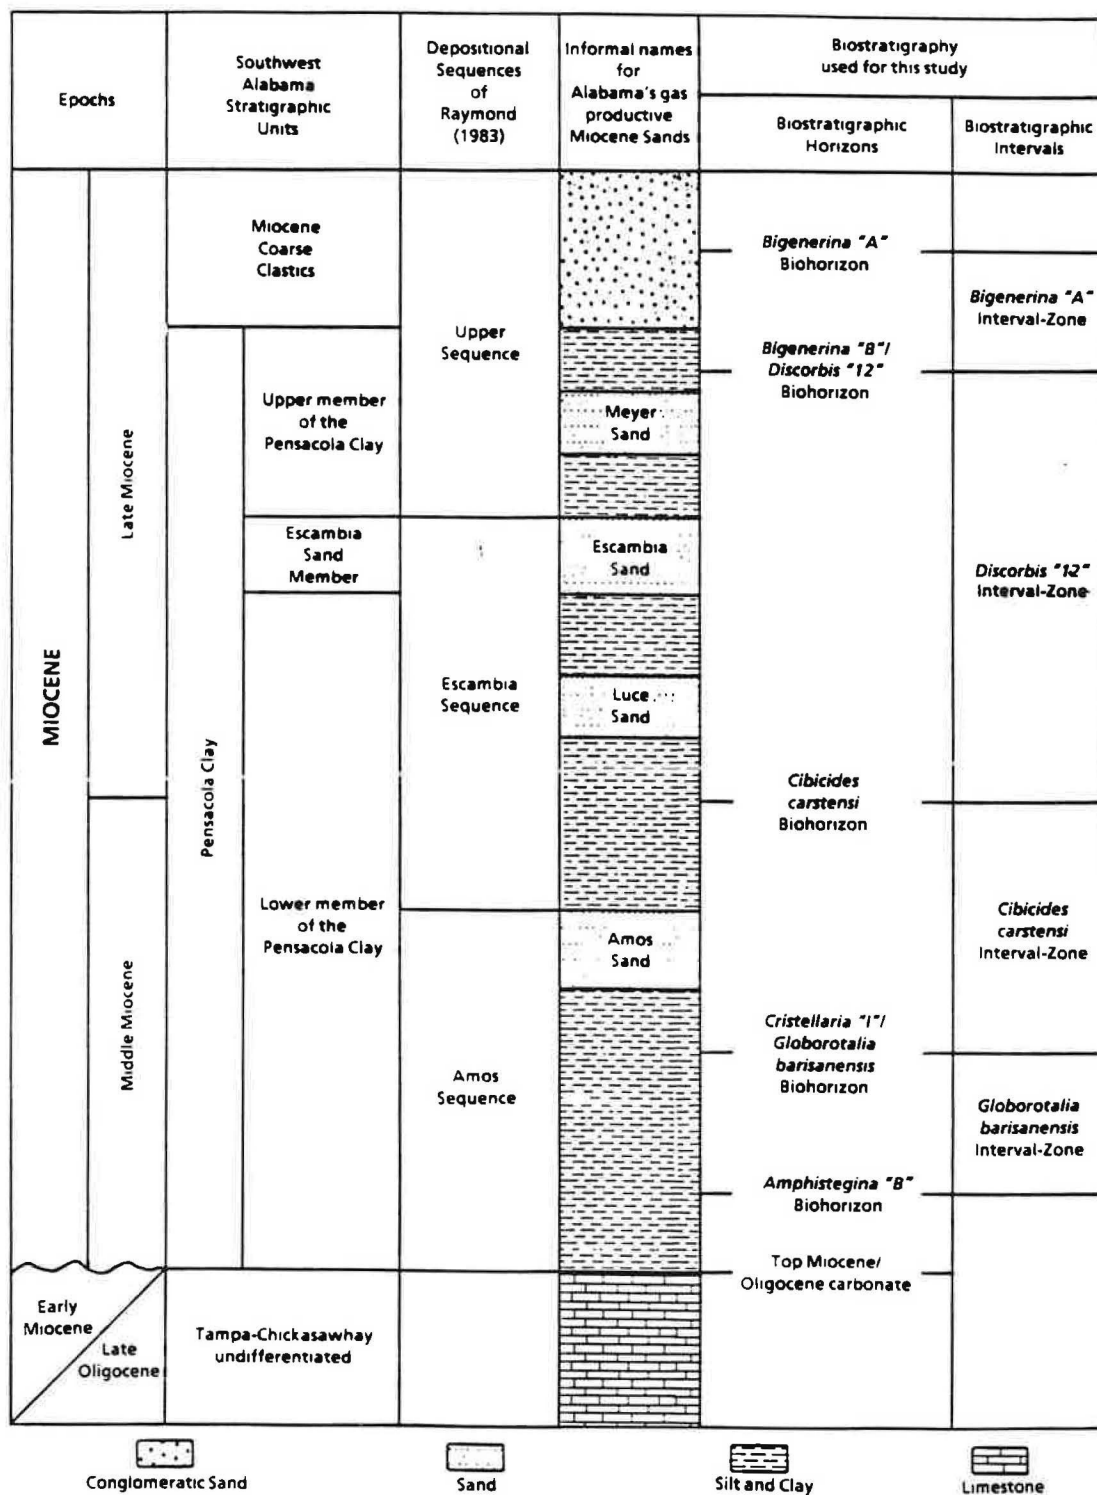 Epochs
Southwest
Alabama
Stratigraphic
Units
Depositional
Sequences
of
Raymond
(1983)
Informal names
for
Alabama's gas
productive
Miocene Sands
Biostratigraphy
used for this study
Biostratigraphic
Horizons
Biostratigraphic
Intervals
MIOCENE
Late Miocene
Middle Miocene
Early
Miocene
Late
Oligocene
Miocene
Coarse
Clastics
Pensacola Clay
Upper member
of the
Pensacola Clay
Escambia
Sand
Member
Lower member
of the
Pensacola Clay
Tampa-Chickasawhay
undifferentiated
Upper
Sequence
Escambia
Sequence
Amos
Sequence
Meyer
Sand
Escambia
Sand
Luce
Sand
Amos
Sand
Bigenerina "A"
Biohorizon
Bigenerina "B"/
Discorbis "12"
Biohorizon
Cibicides
carstensi
Biohorizon
Cristellaria "I"/
Globorotalia
barisanensis
Biohorizon
Amphistegina "B"
Biohorizon
Top Miocene/
Oligocene carbonate
Bigenerina "A"
Interval-Zone
Discorbis "12"
Interval-Zone
Cibicides
carstensi
Interval-Zone
Globorotalia
barisanensis
Interval-Zone
Conglomeratic Sand
Sand
Silt and Clay
Limestone